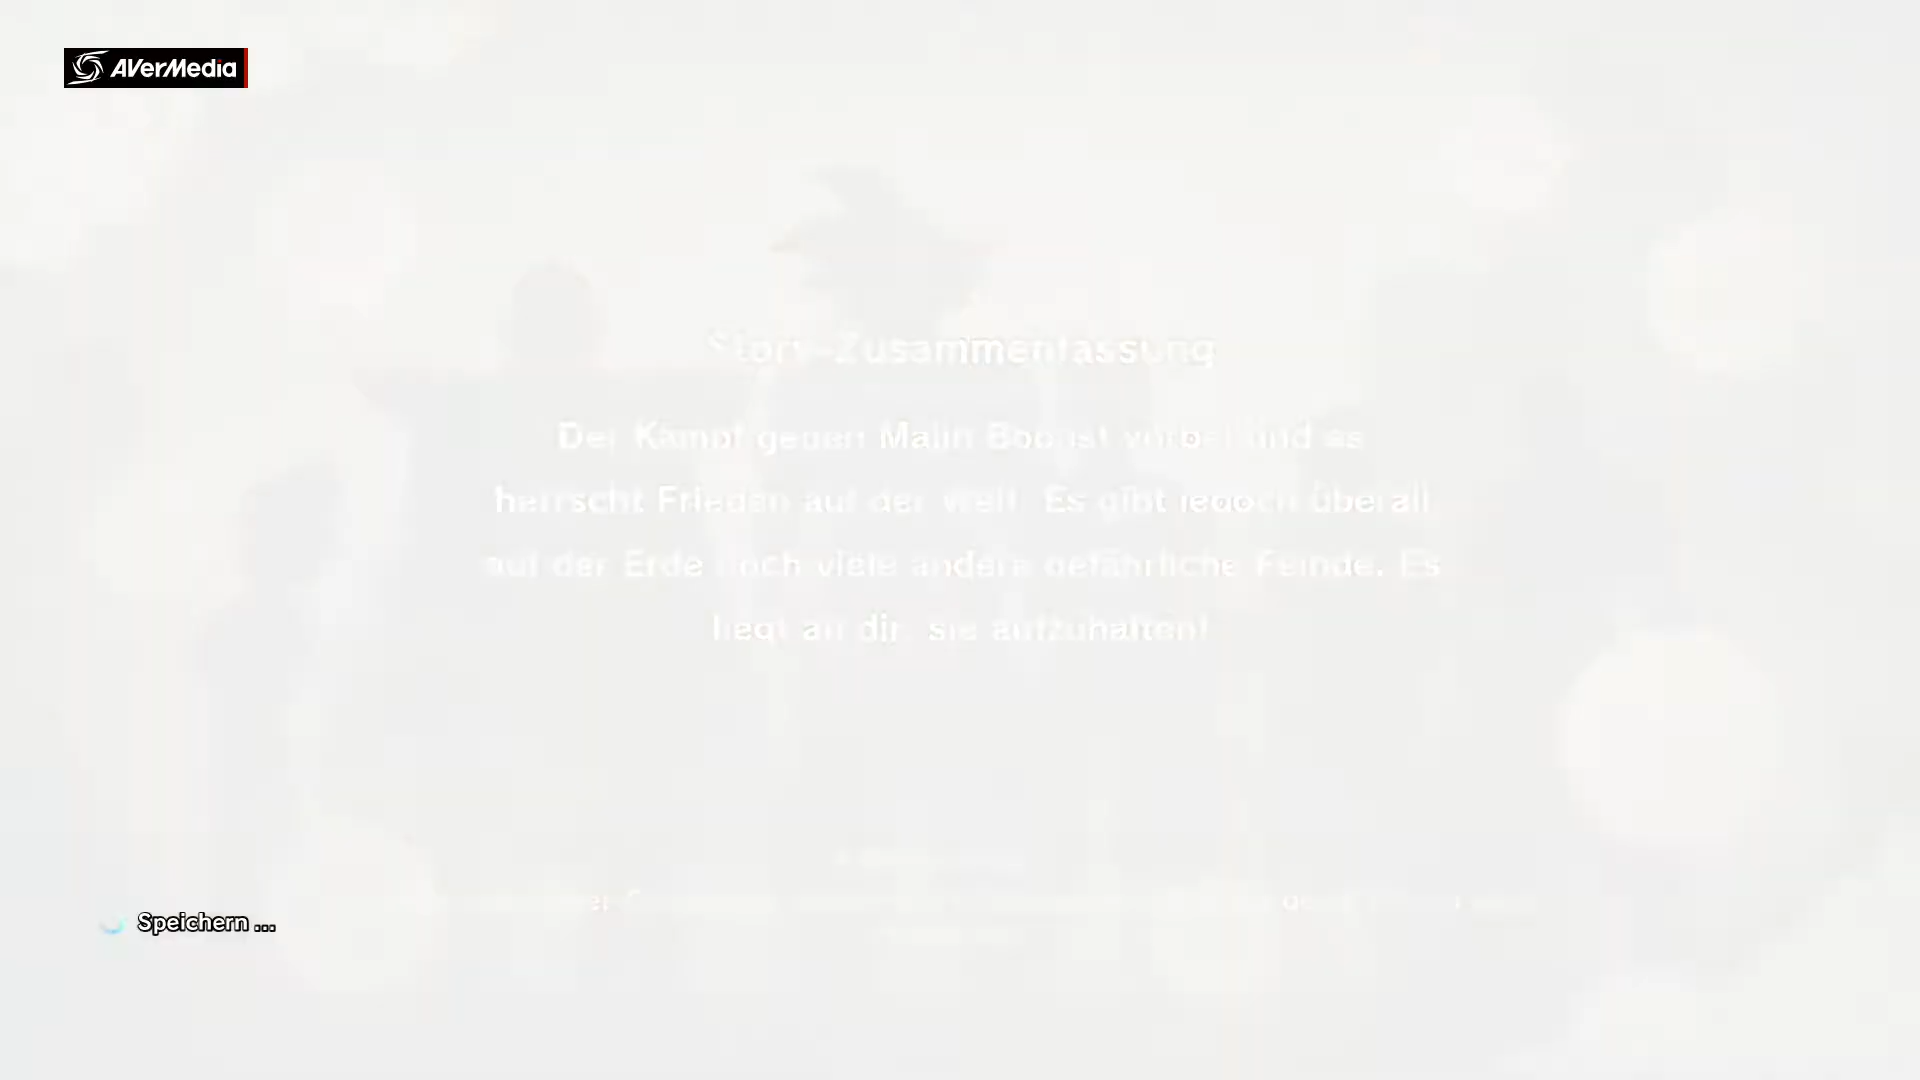 AVerMedia
Story-Zusammenfassung
Der Kampf gegen Majin Boo ist vorbei und es
herrscht Frieden auf der Welt. Es gibt jedoch überall
auf der Erde noch viele andere gefährliche Feinde. Es
liegt an dir, sie aufzuhalten!
Speichern ...